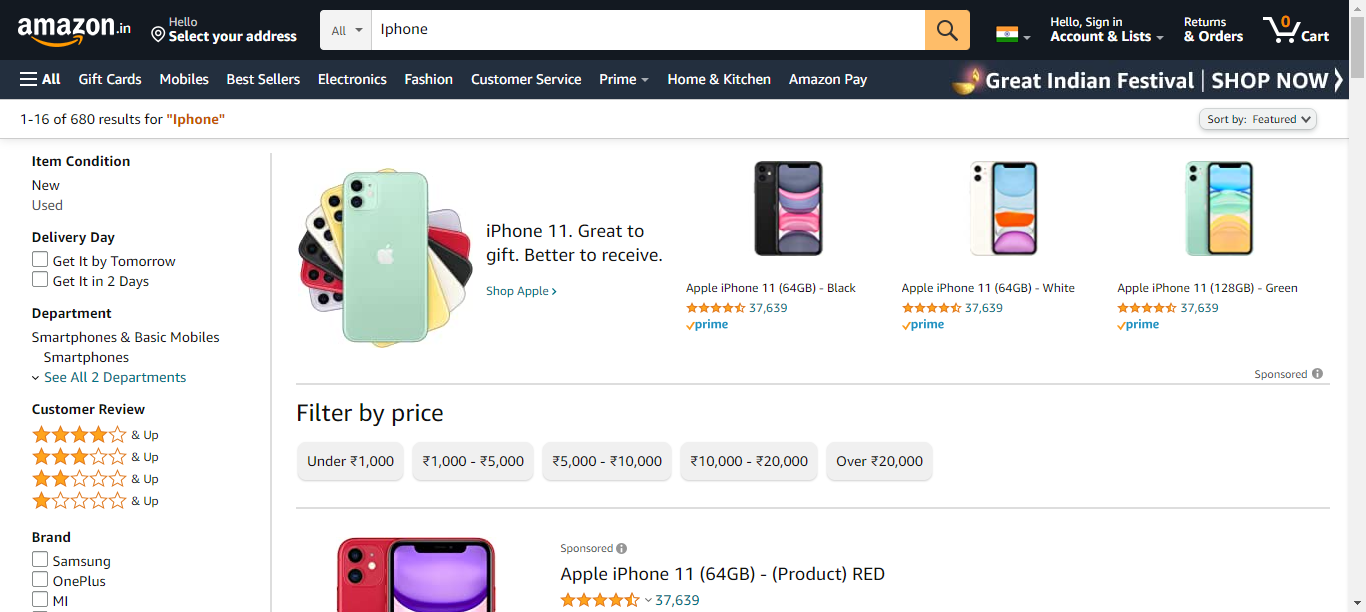 amazon.in
Hello
Select your address
All
Iphone
Hello, Sign in
Account & Lists
Returns
& Orders
0
Cart
All
Gift Cards
Mobiles
Best Sellers
Electronics
Fashion
Customer Service
Prime
Home & Kitchen
Amazon Pay
Great Indian Festival | SHOP NOW
1-16 of 680 results for "Iphone"
Sort by: Featured
Item Condition
New
Used
Delivery Day
Get It by Tomorrow
Get It in 2 Days
Department
Smartphones & Basic Mobiles
Smartphones
See All 2 Departments
Customer Review
& Up
& Up
& Up
& Up
Brand
Samsung
OnePlus
MI
iPhone 11. Great to
gift. Better to receive.
Shop Apple ›
Apple iPhone 11 (64GB) - Black
37,639
prime
Apple iPhone 11 (64GB) - White
37,639
prime
Apple iPhone 11 (128GB) - Green
37,639
prime
Sponsored
Filter by price
Under ₹1,000
₹1,000 - ₹5,000
₹5,000 - ₹10,000
₹10,000 - ₹20,000
Over ₹20,000
Sponsored
Apple iPhone 11 (64GB) - (Product) RED
37,639